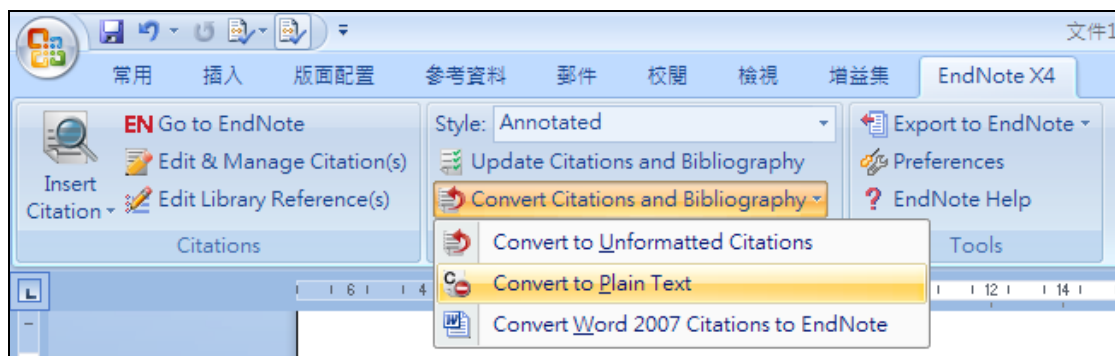 文件1
常用 插入 版面配置 參考資料 郵件 校閱 檢視 增益集 EndNote X4
Insert Citation
EN Go to EndNote
Edit & Manage Citation(s)
Edit Library Reference(s)
Citations
Style: Annotated
Update Citations and Bibliography
Convert Citations and Bibliography
Convert to Unformatted Citations
Convert to Plain Text
Convert Word 2007 Citations to EndNote
Export to EndNote
Preferences
? EndNote Help
Tools
L 6 4 12 14